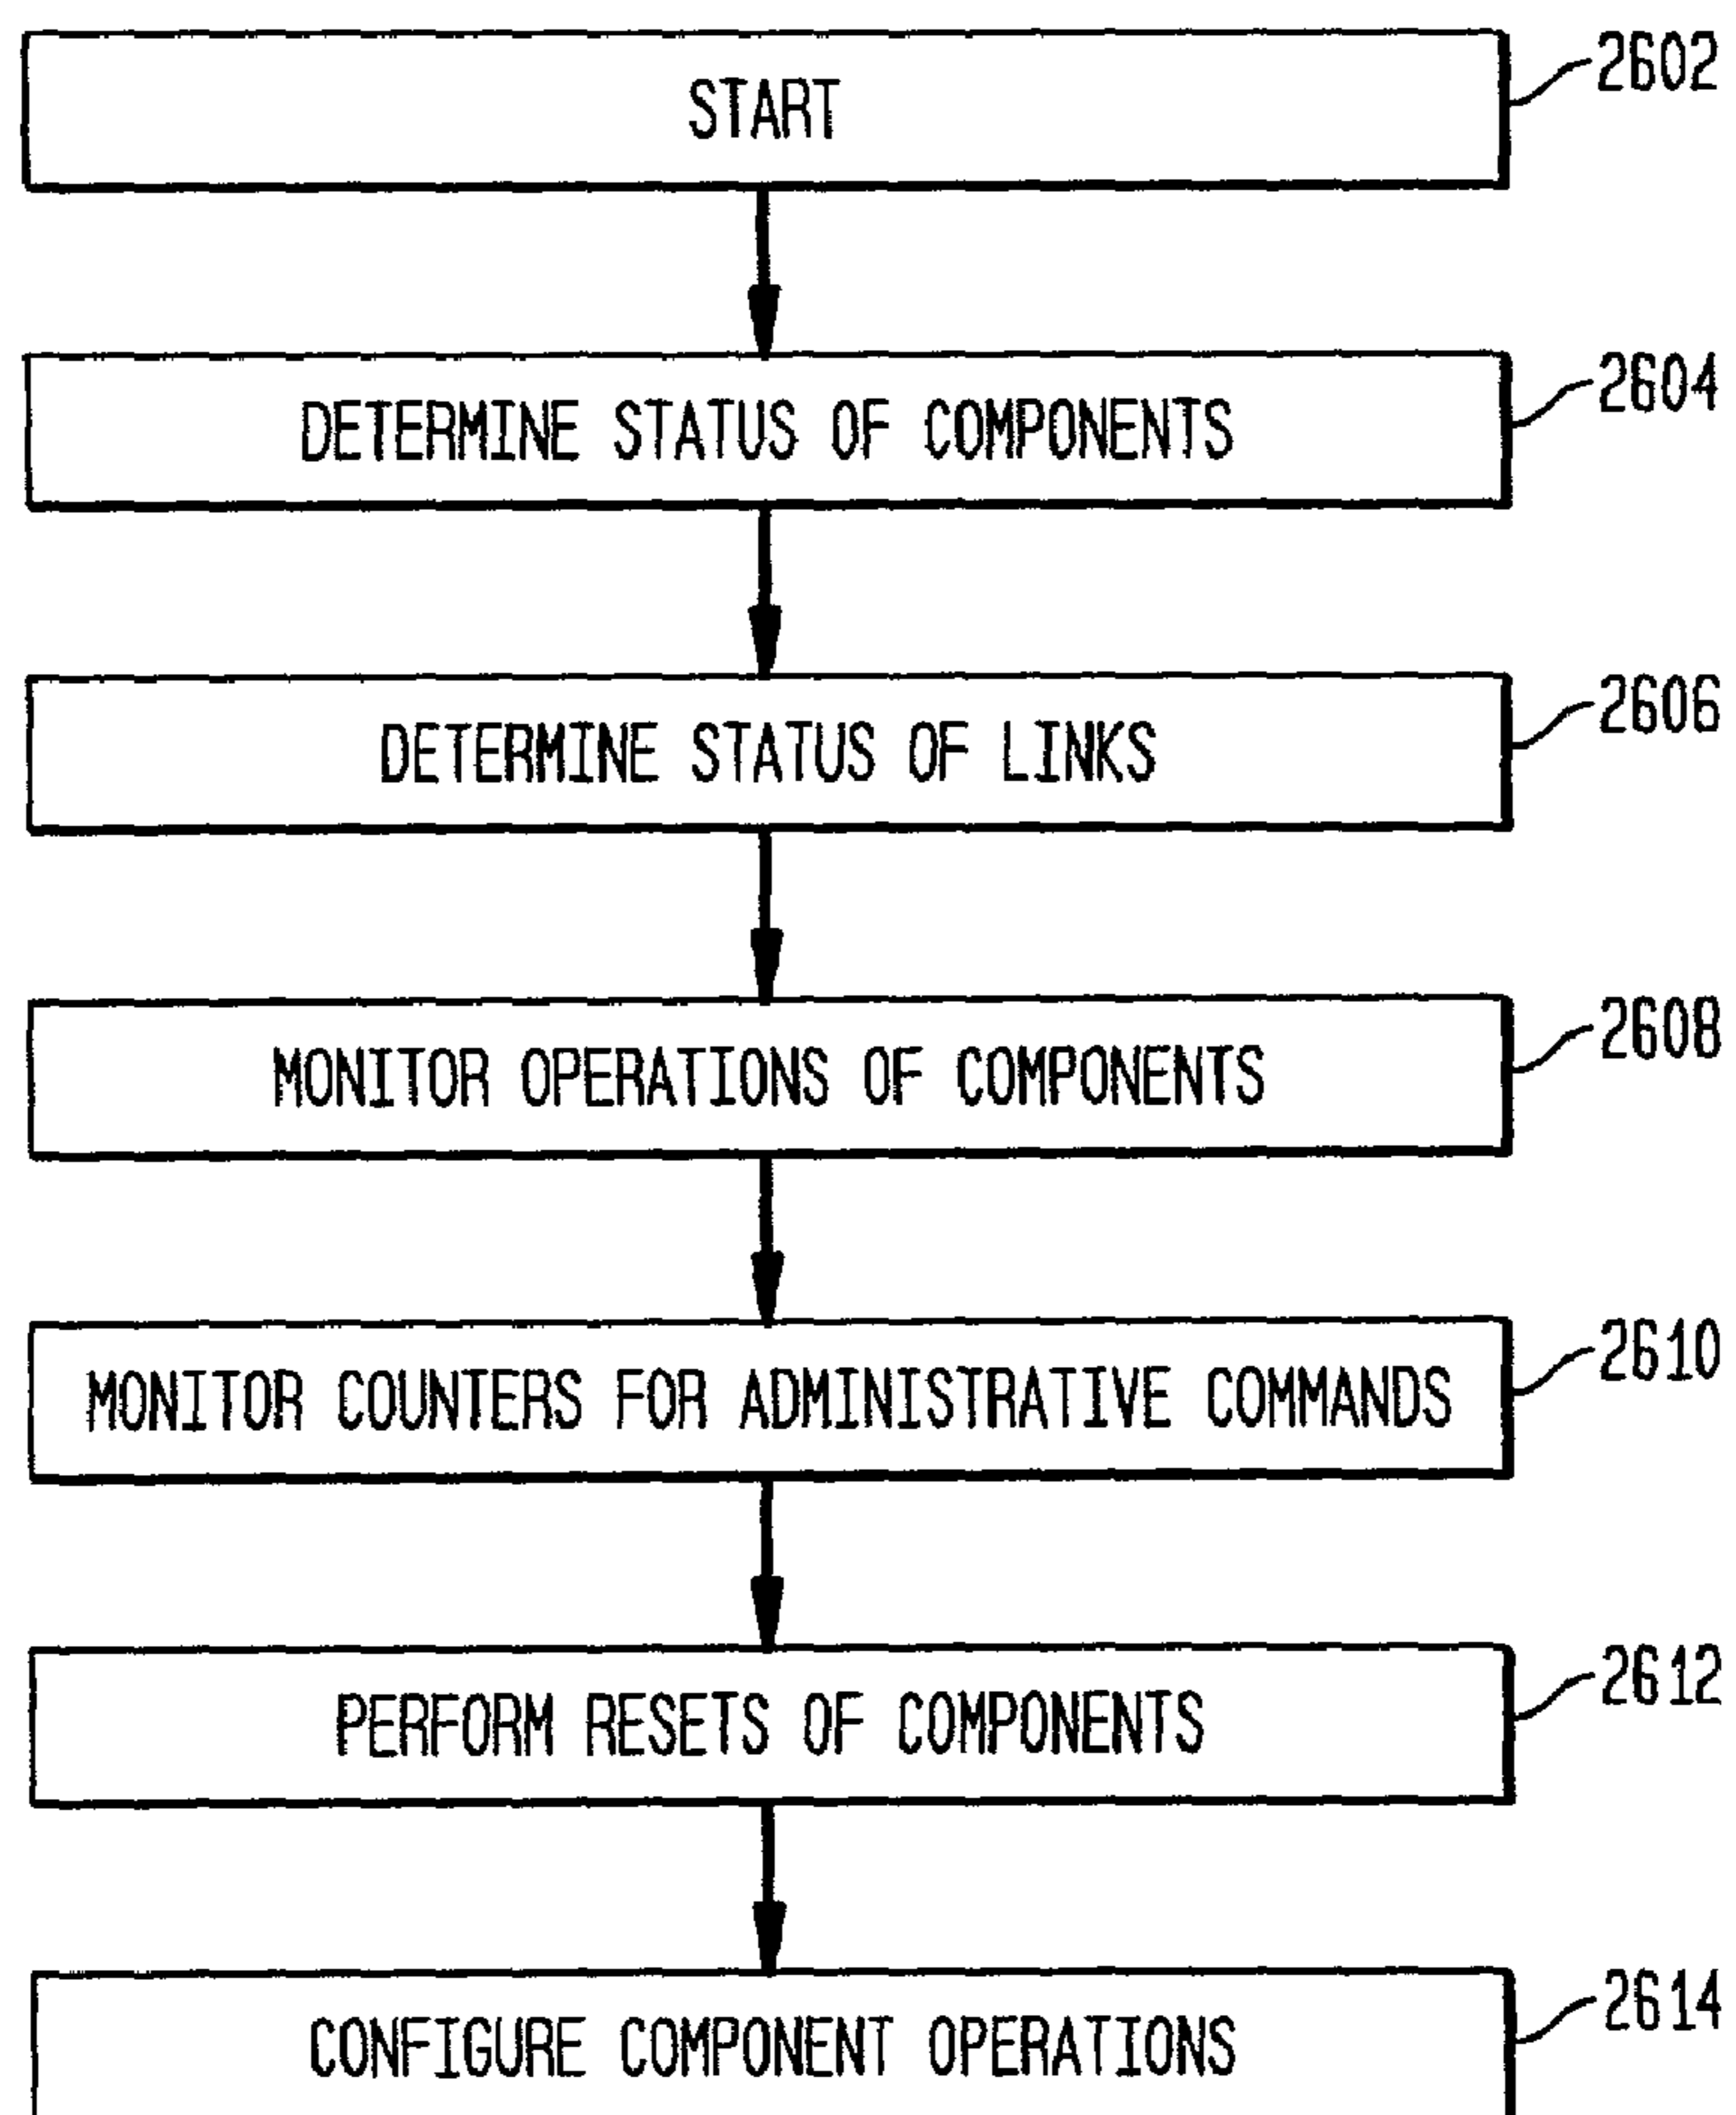 START
2602
DETERMINE STATUS OF COMPONENTS
2604
DETERMINE STATUS OF LINKS
2606
MONITOR OPERATIONS OF COMPONENTS
2608
MONITOR COUNTERS FOR ADMINISTRATIVE COMMANDS
2610
PERFORM RESETS OF COMPONENTS
2612
CONFIGURE COMPONENT OPERATIONS
2614